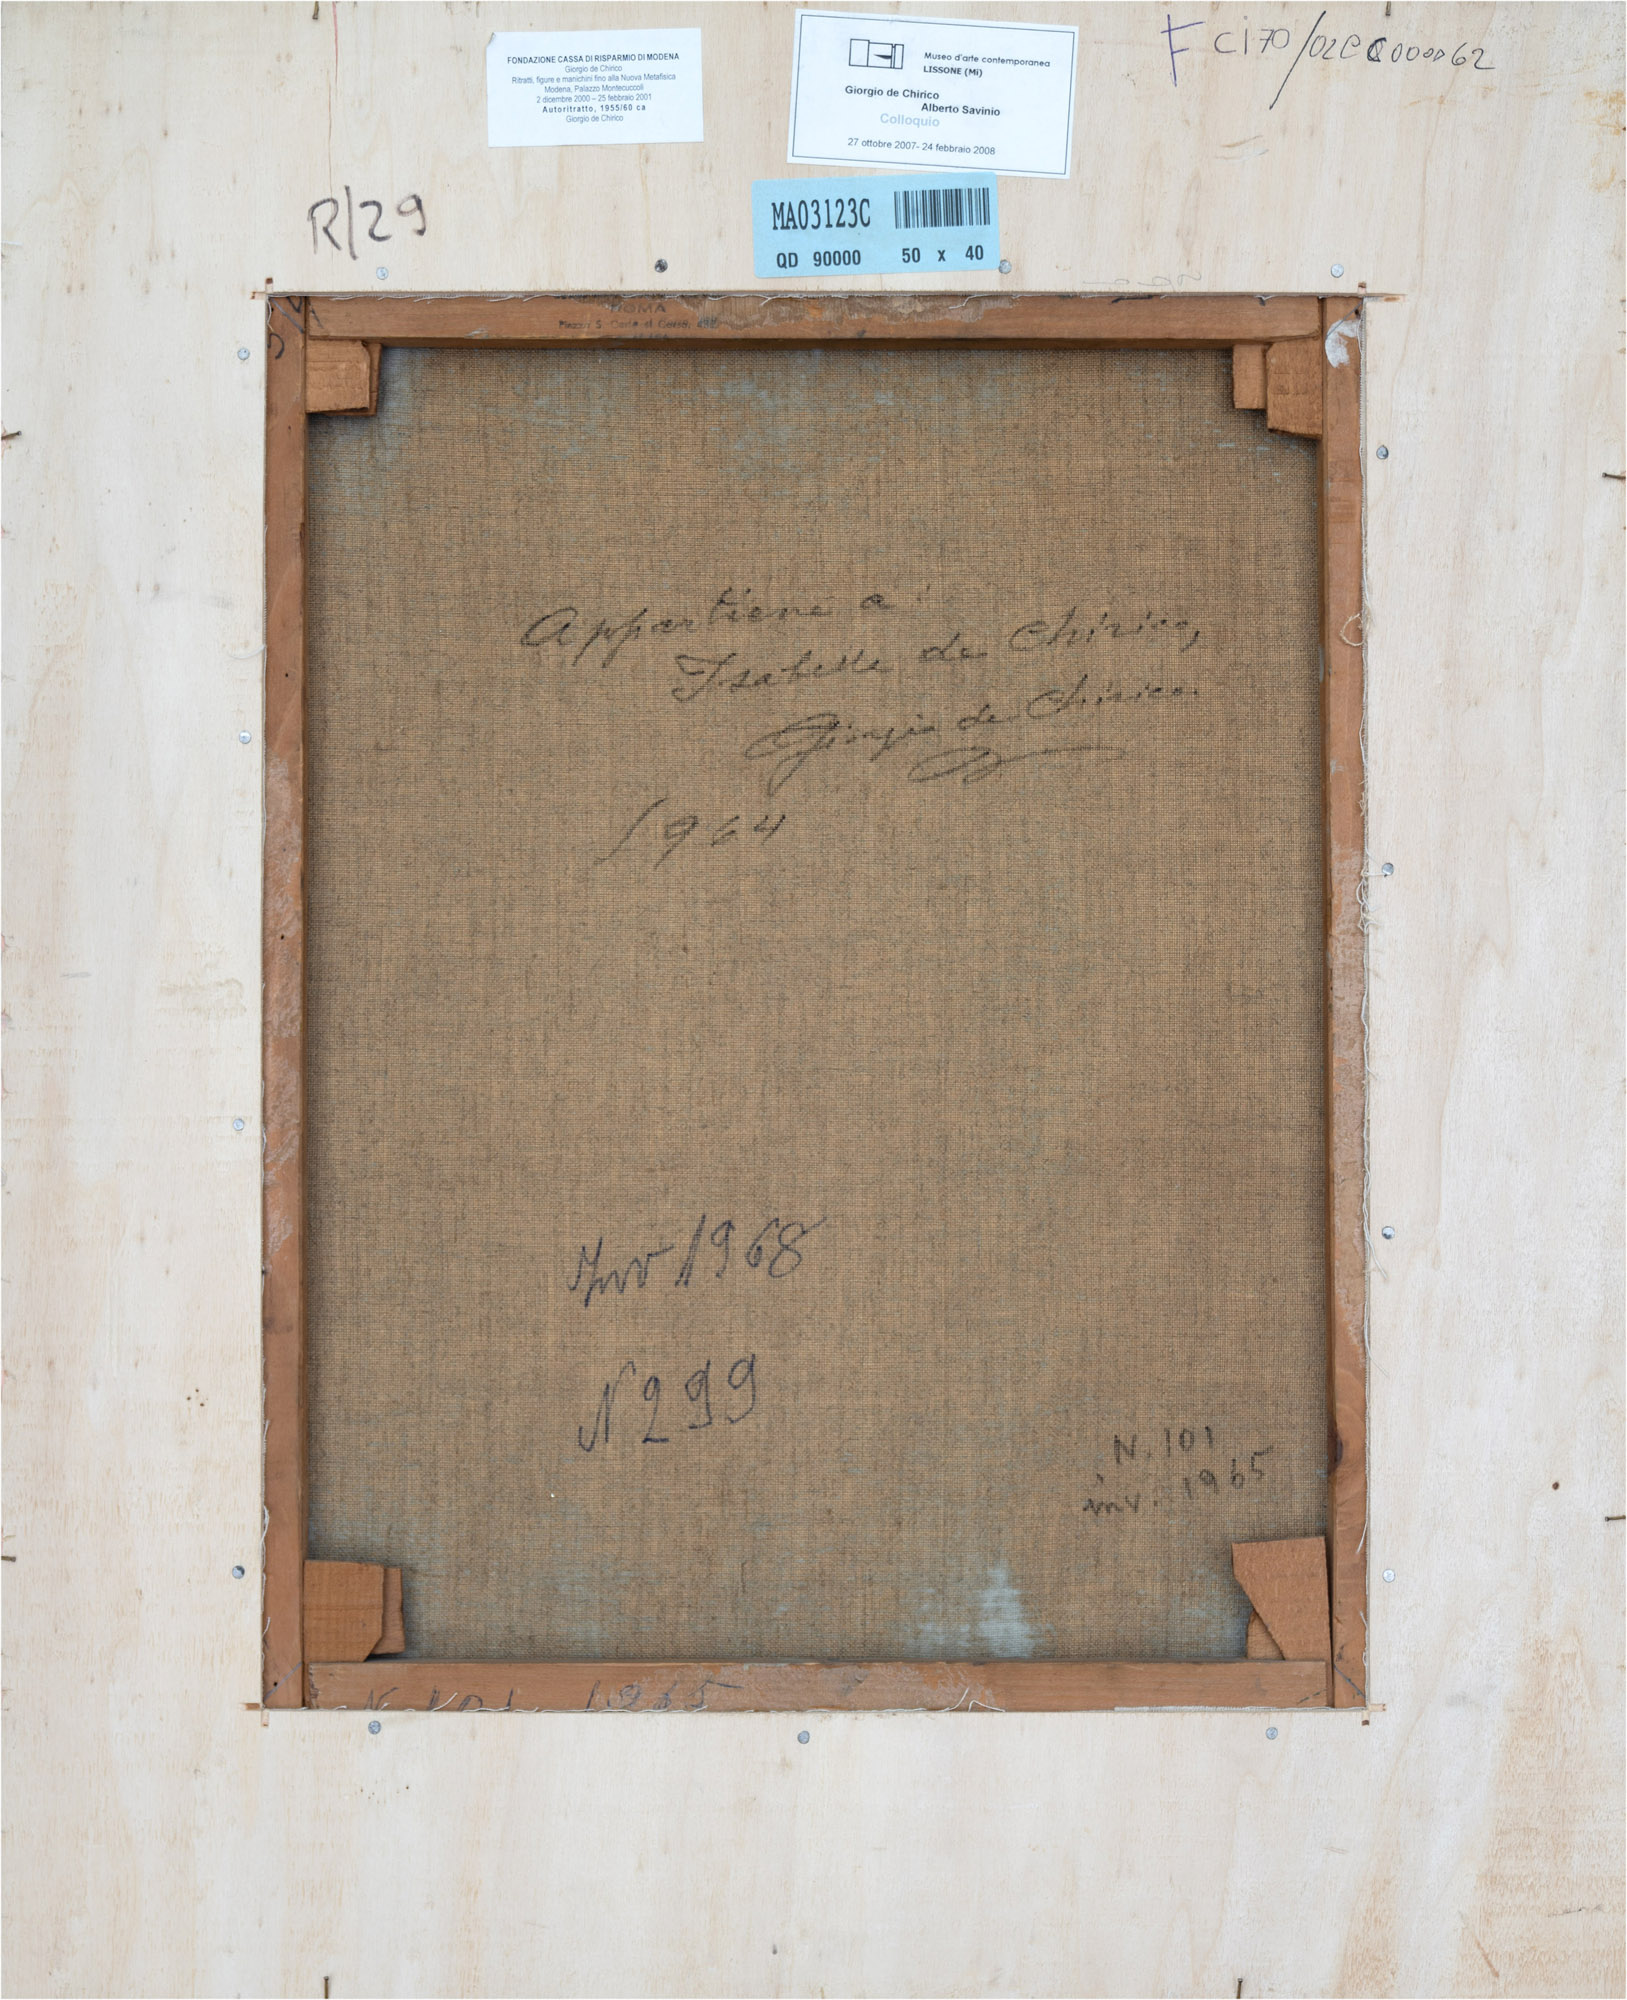 FONDAZIONE CASSA DI RISPARMIO DI MODENA
Giorgio de Chirico
Ritratti, figure e manichini fino alla Nuova Metafisica
Modena, Palazzo Montecuccoli
2 dicembre 2000 – 25 febbraio 2001
Autoritratto, 1955/60 ca
Giorgio de Chirico
Museo d'arte contemporanea
LISSONE (Mi)
Giorgio de Chirico
Alberto Savinio
Colloquio
27 ottobre 2007- 24 febbraio 2008
R/29
MA03123C
QD 90000 50 x 40
ROMA
Appartiene a
Isabella de Chirico,
Giorgio de Chirico.
1964
Inv 1968
N 299
N. 101
inv. 1965
N 101 1965